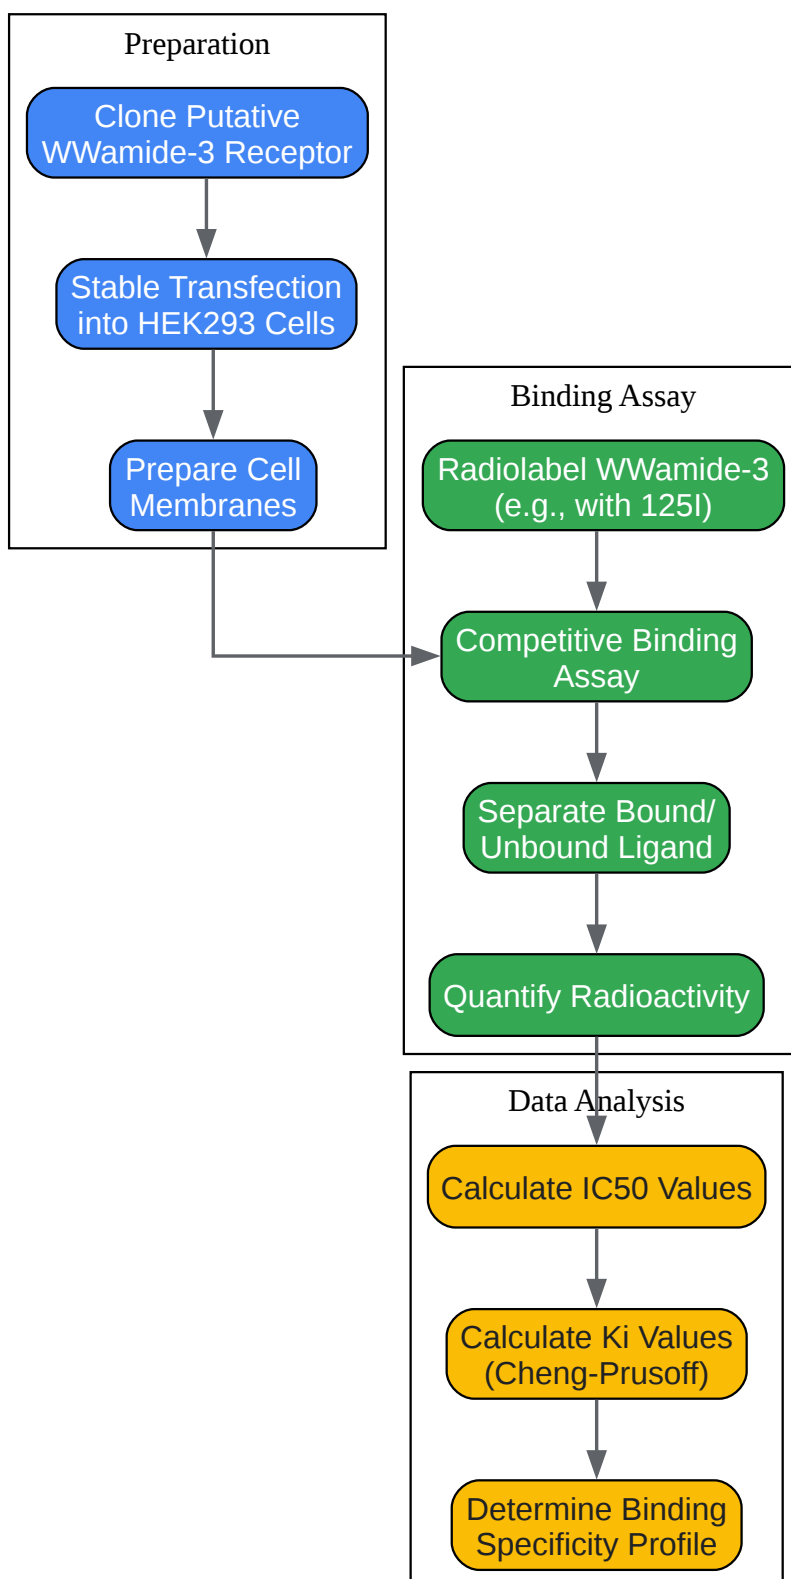 Preparation
Clone Putative
WWamide-3 Receptor
Stable Transfection
into HEK293 Cells
Prepare Cell
Membranes
Binding Assay
Radiolabel WWamide-3
(e.g., with 125I)
Competitive Binding
Assay
Separate Bound/
Unbound Ligand
Quantify Radioactivity
Data Analysis
Calculate IC50 Values
Calculate Ki Values
(Cheng-Prusoff)
Determine Binding
Specificity Profile